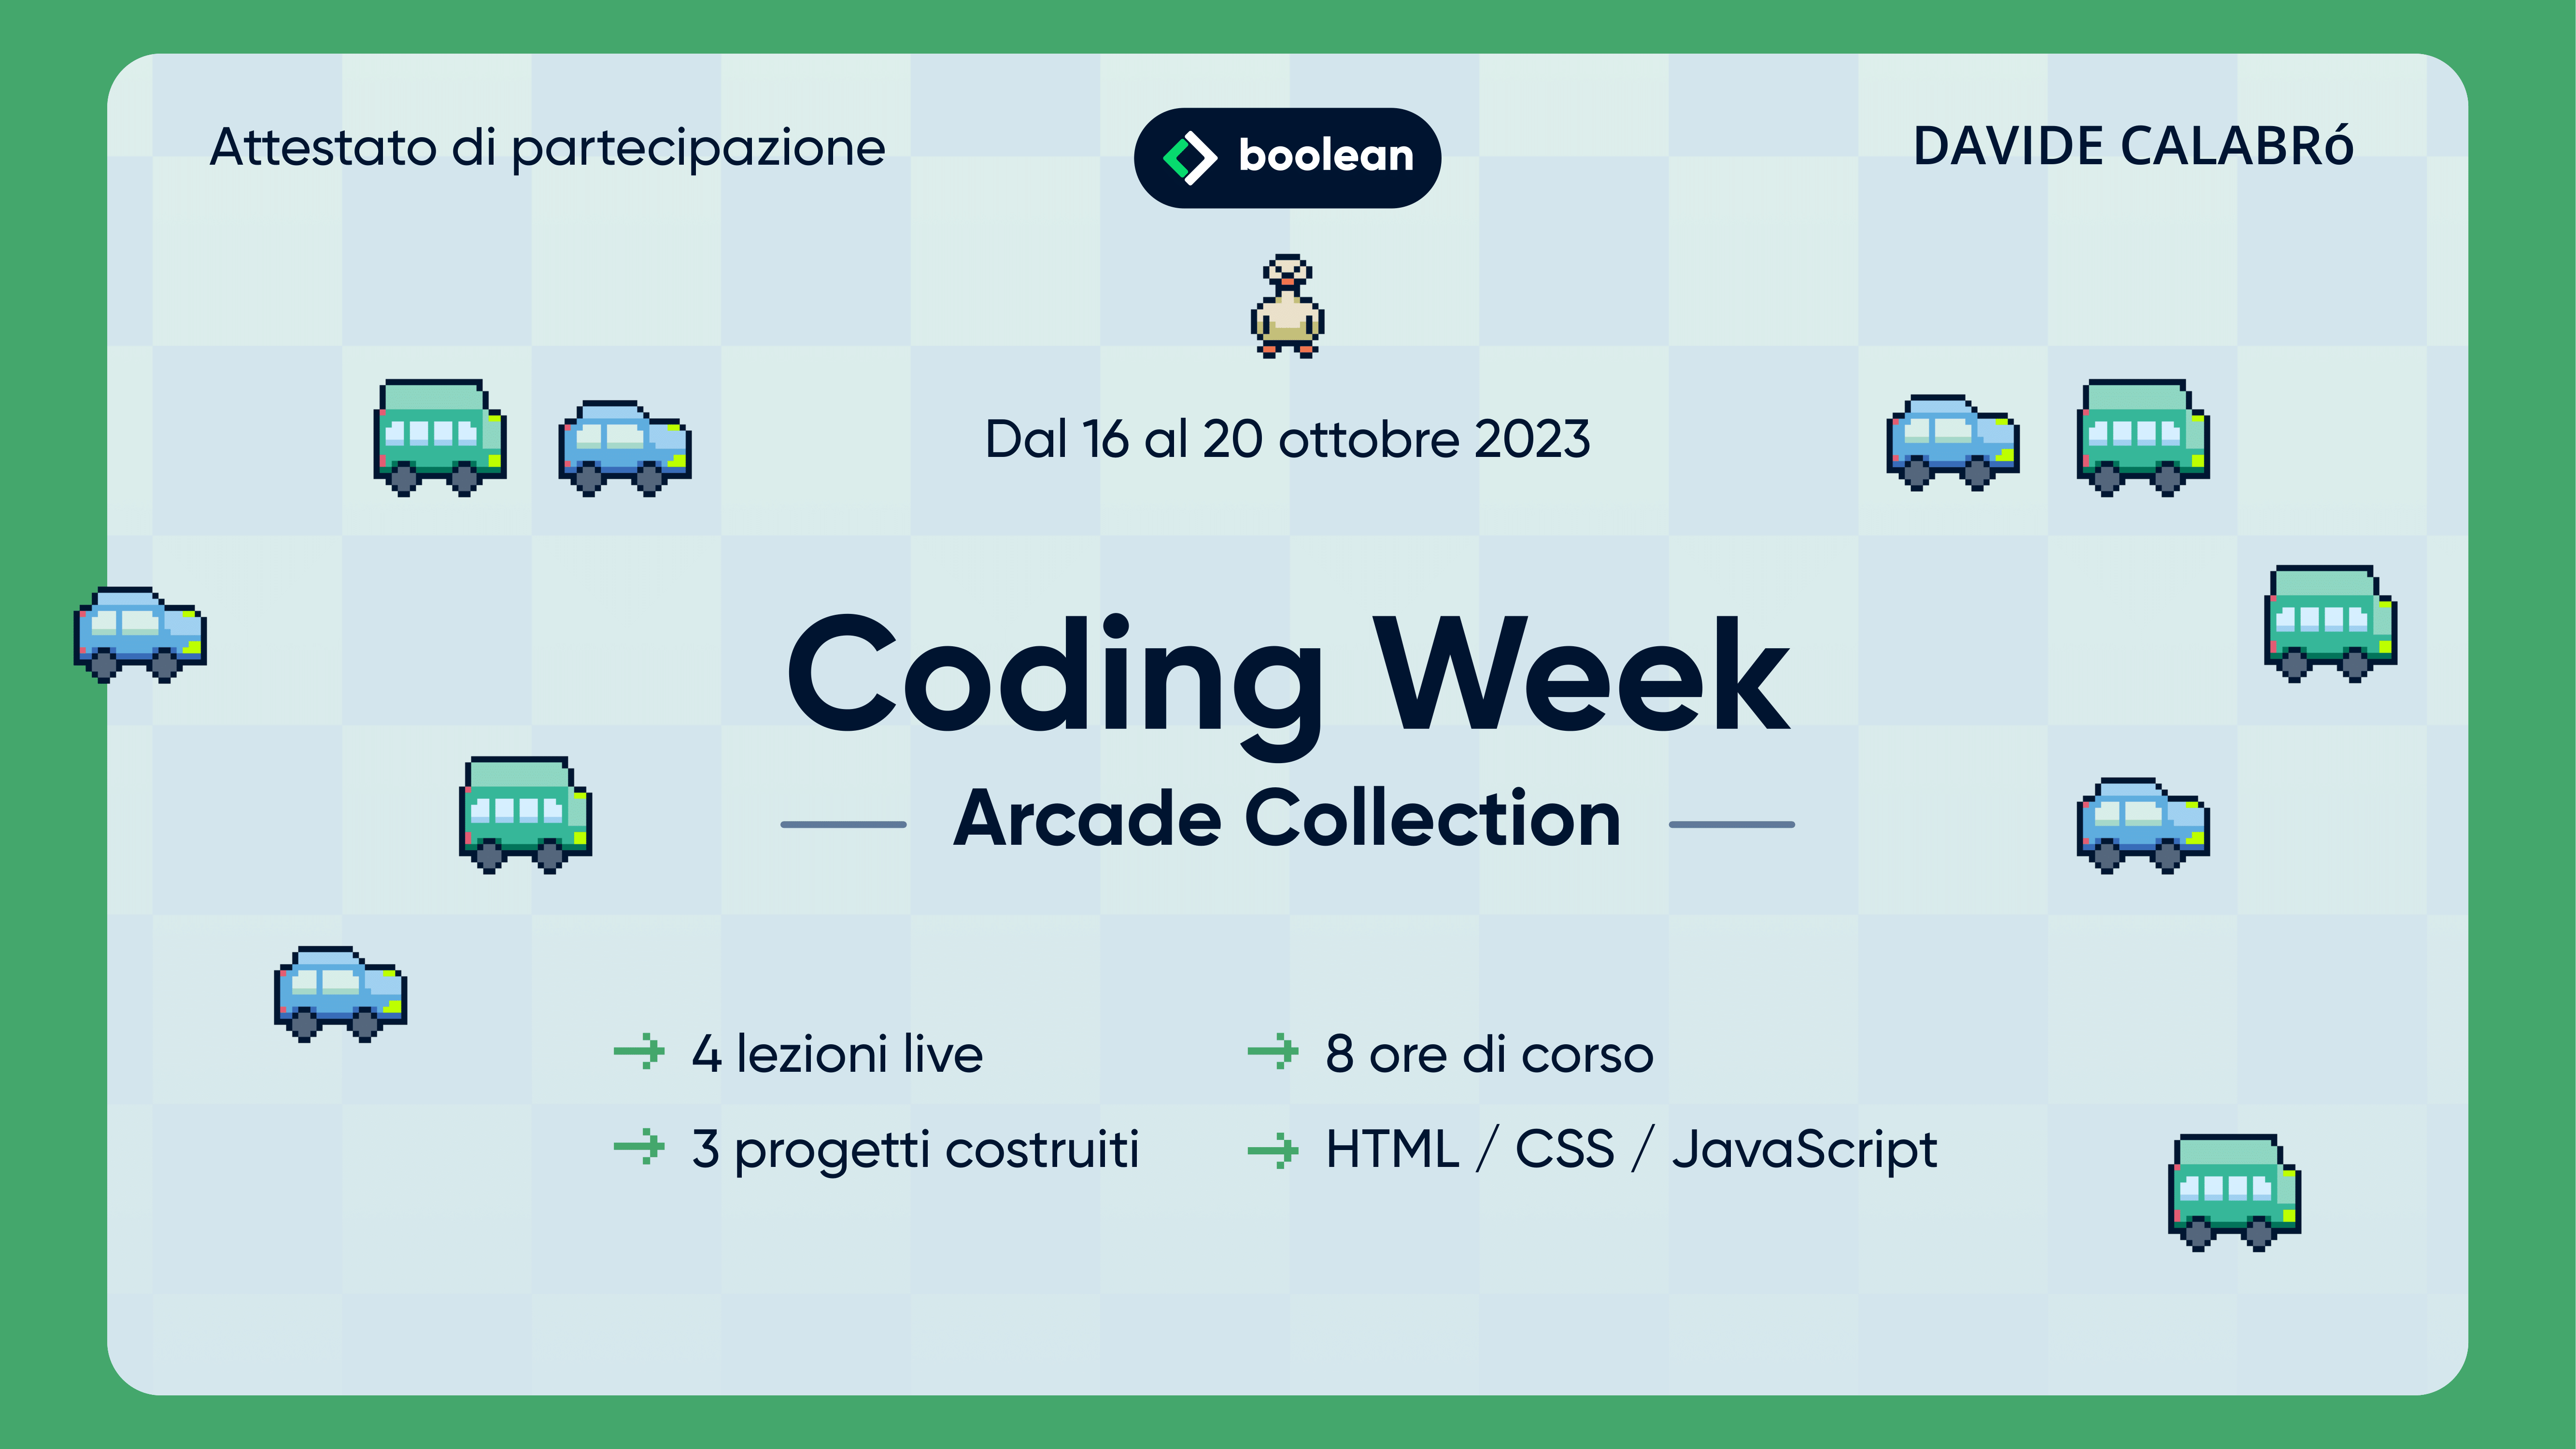 Attestato di partecipazione
boolean
DAVIDE CALABRó
Dal 16 al 20 ottobre 2023
Coding Week
Arcade Collection
4 lezioni live
8 ore di corso
3 progetti costruiti
HTML / CSS / JavaScript